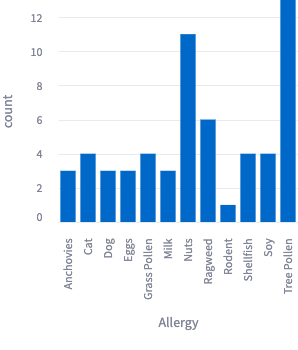 12
10
8
6
4
2
0
count
Anchovies
Cat
Dog
Eggs
Grass Pollen
Milk
Nuts
Ragweed
Rodent
Shellfish
Soy
Tree Pollen
Allergy